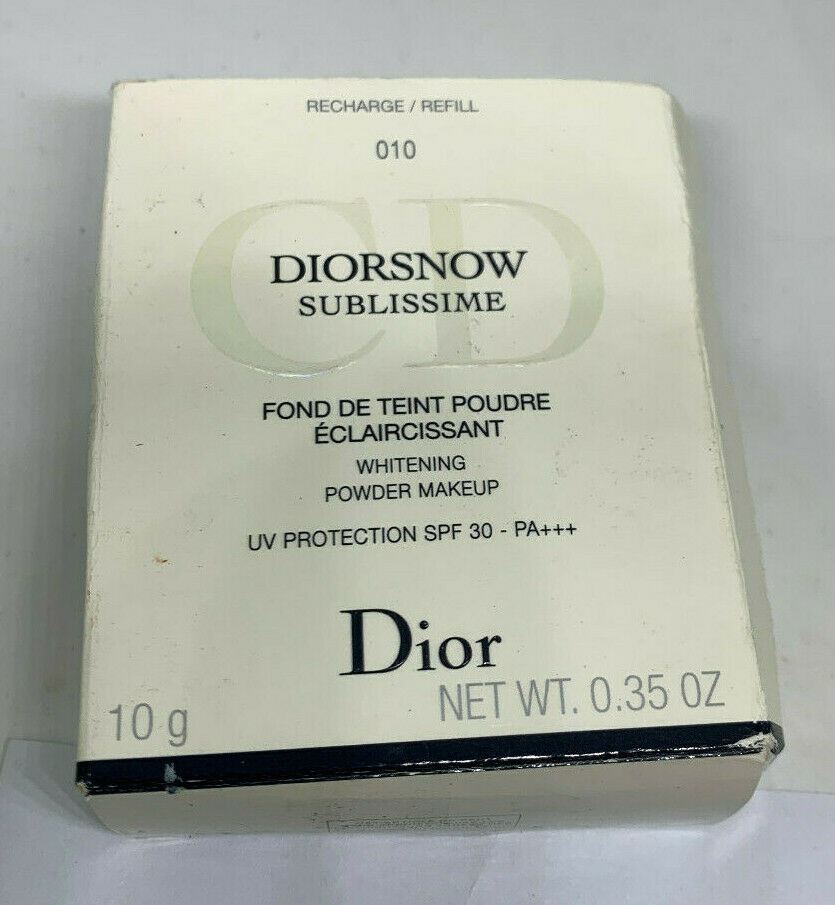 RECHARGE / REFILL
010
CD
DIORSNOW
SUBLISSIME
FOND DE TEINT POUDRE
ÉCLAIRCISSANT
WHITENING
POWDER MAKEUP
UV PROTECTION SPF 30 - PA+++
Dior
10 g
NET WT. 0.35 OZ